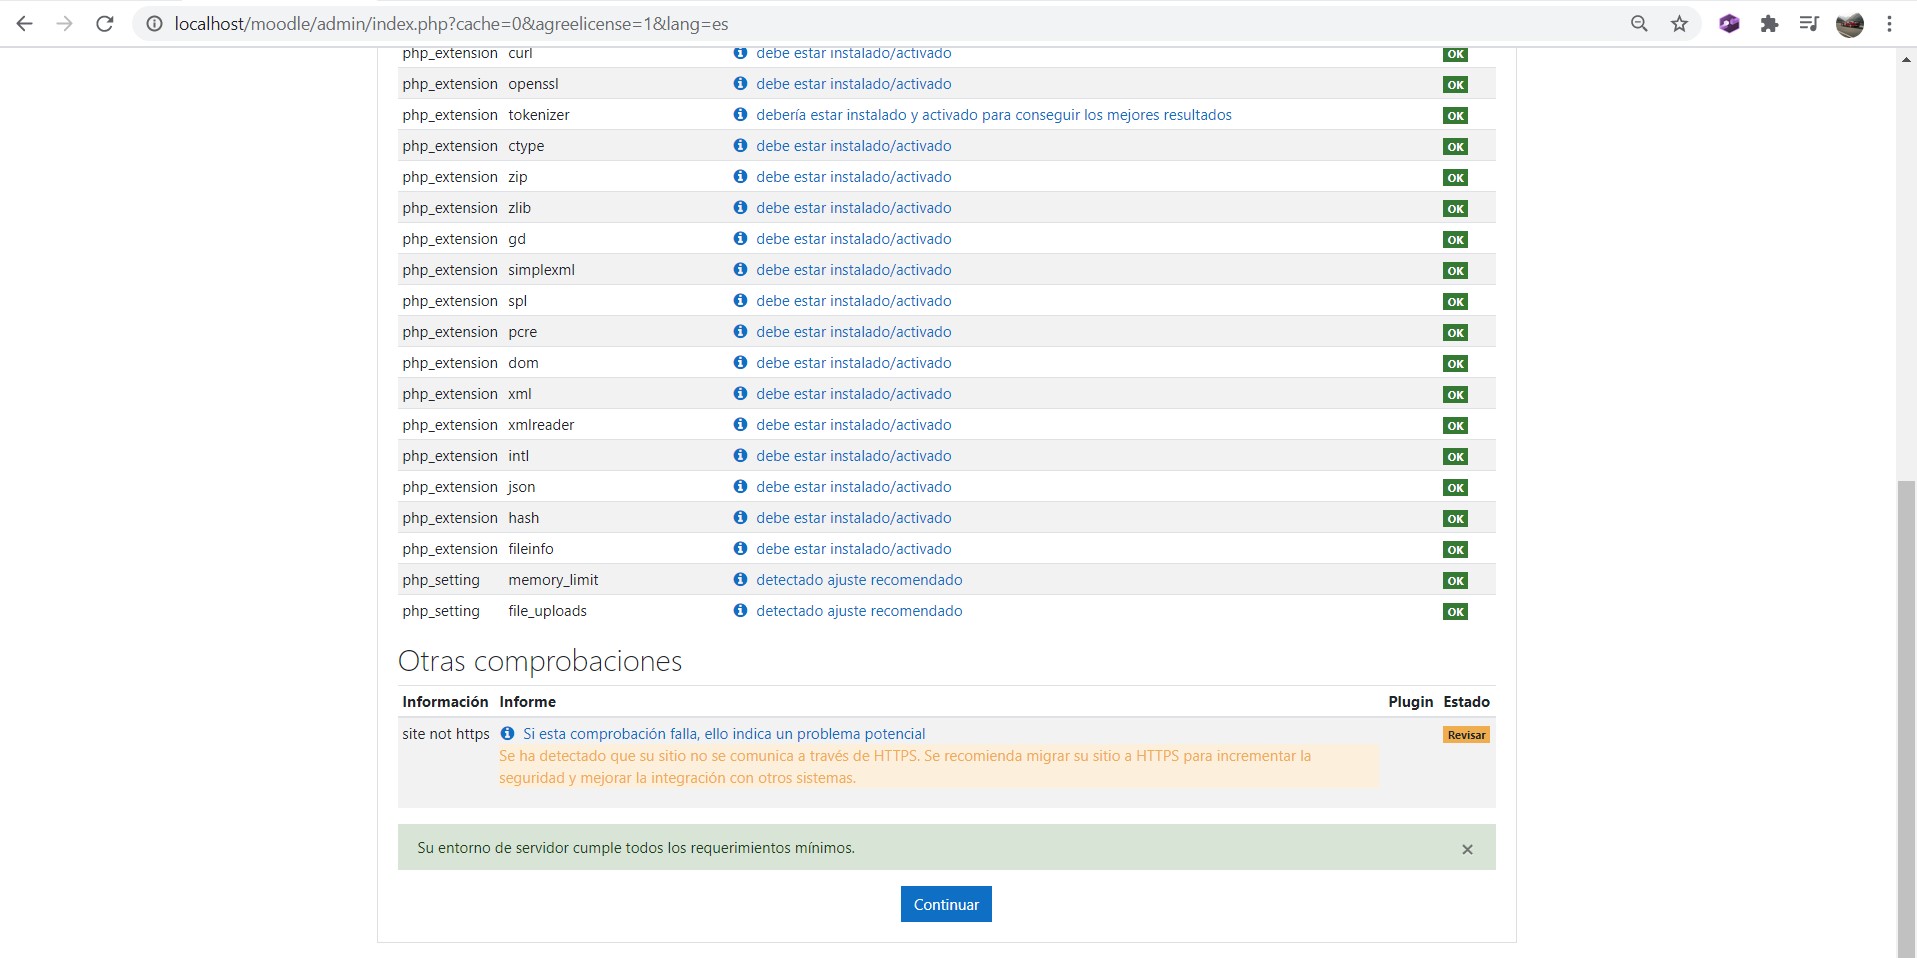 localhost/moodle/admin/index.php?cache=0&agreelicense=1&lang=es
php_extension curl debe estar instalado/activado OK
php_extension openssl debe estar instalado/activado OK
php_extension tokenizer debería estar instalado y activado para conseguir los mejores resultados OK
php_extension ctype debe estar instalado/activado OK
php_extension zip debe estar instalado/activado OK
php_extension zlib debe estar instalado/activado OK
php_extension gd debe estar instalado/activado OK
php_extension simplexml debe estar instalado/activado OK
php_extension spl debe estar instalado/activado OK
php_extension pcre debe estar instalado/activado OK
php_extension dom debe estar instalado/activado OK
php_extension xml debe estar instalado/activado OK
php_extension xmlreader debe estar instalado/activado OK
php_extension intl debe estar instalado/activado OK
php_extension json debe estar instalado/activado OK
php_extension hash debe estar instalado/activado OK
php_extension fileinfo debe estar instalado/activado OK
php_setting memory_limit detectado ajuste recomendado OK
php_setting file_uploads detectado ajuste recomendado OK
Otras comprobaciones
Información Informe Plugin Estado
site not https Si esta comprobación falla, ello indica un problema potencial Revisar
Se ha detectado que su sitio no se comunica a través de HTTPS. Se recomienda migrar su sitio a HTTPS para incrementar la
seguridad y mejorar la integración con otros sistemas.
Su entorno de servidor cumple todos los requerimientos mínimos. ×
Continuar